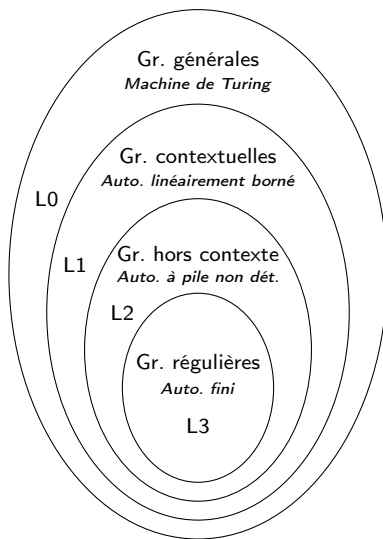 Gr. générales
Machine de Turing
Gr. contextuelles
Auto. linéairement borné
L0
Gr. hors contexte
L1
Auto. à pile non dét.
L2
Gr. régulières
Auto. fini
L3